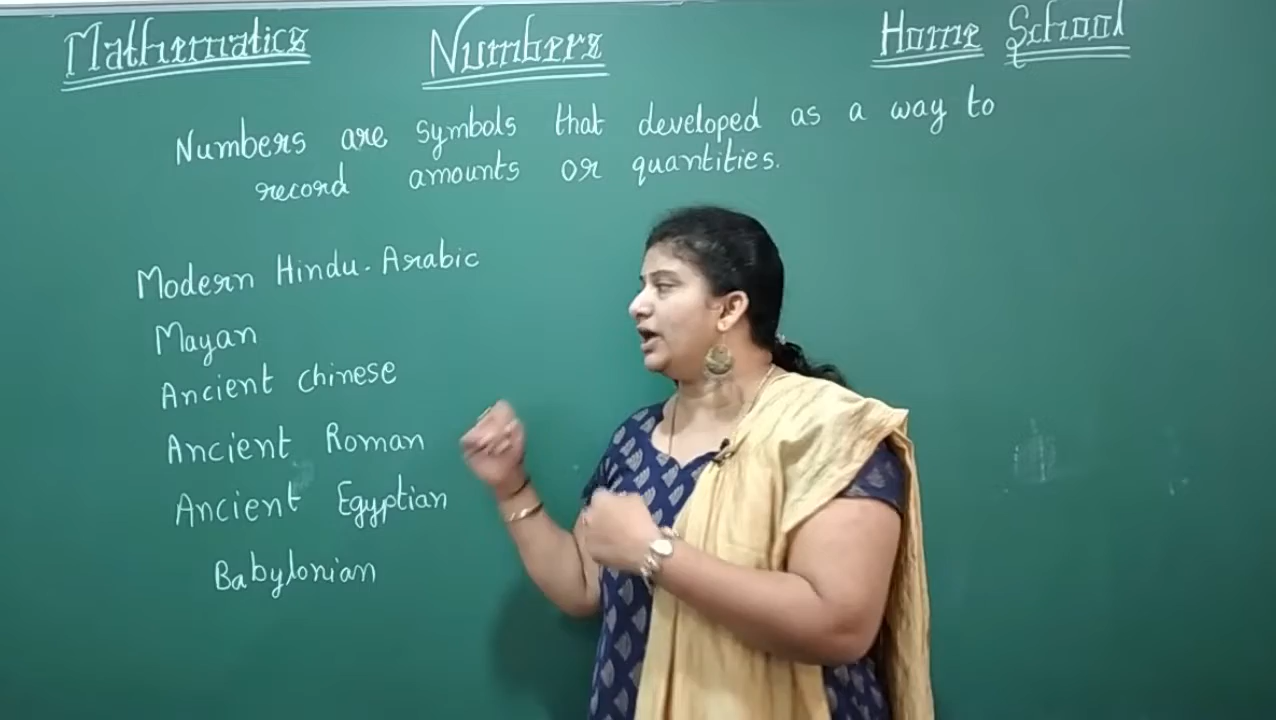 Mathematics Numbers Home School
Numbers are symbols that developed as a way to
record amounts or quantities.
Modern Hindu-Arabic
Mayan
Ancient Chinese
Ancient Roman
Ancient Egyptian
Babylonian